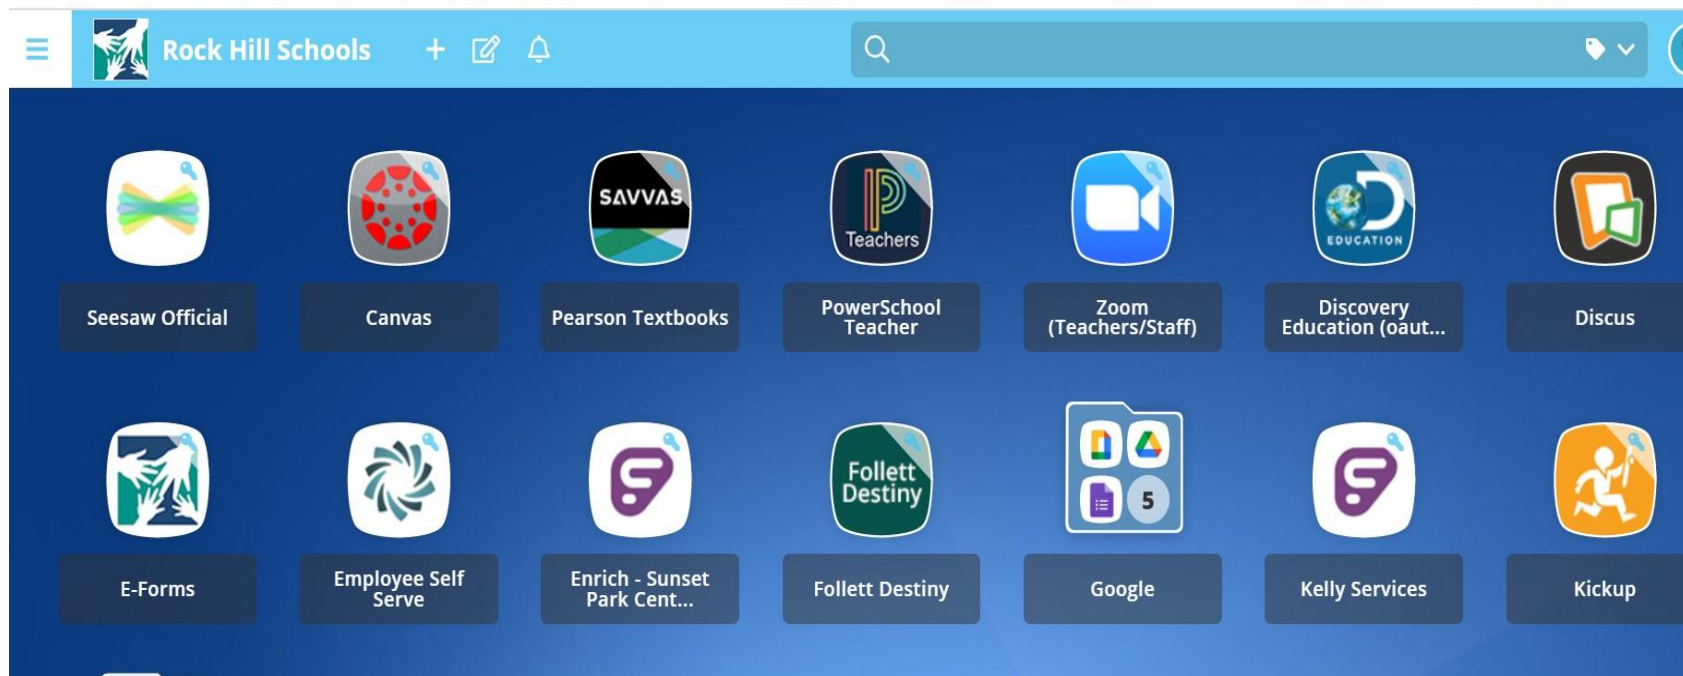 Rock Hill Schools
SAVVAS
Teachers
EDUCATION
Seesaw Official
Canvas
Pearson Textbooks
PowerSchool
Teacher
Zoom
(Teachers/Staff)
Discovery
Education (oaut...
Discus
Follett
Destiny
5
E-Forms
Employee Self
Serve
Enrich - Sunset
Park Cent...
Follett Destiny
Google
Kelly Services
Kickup